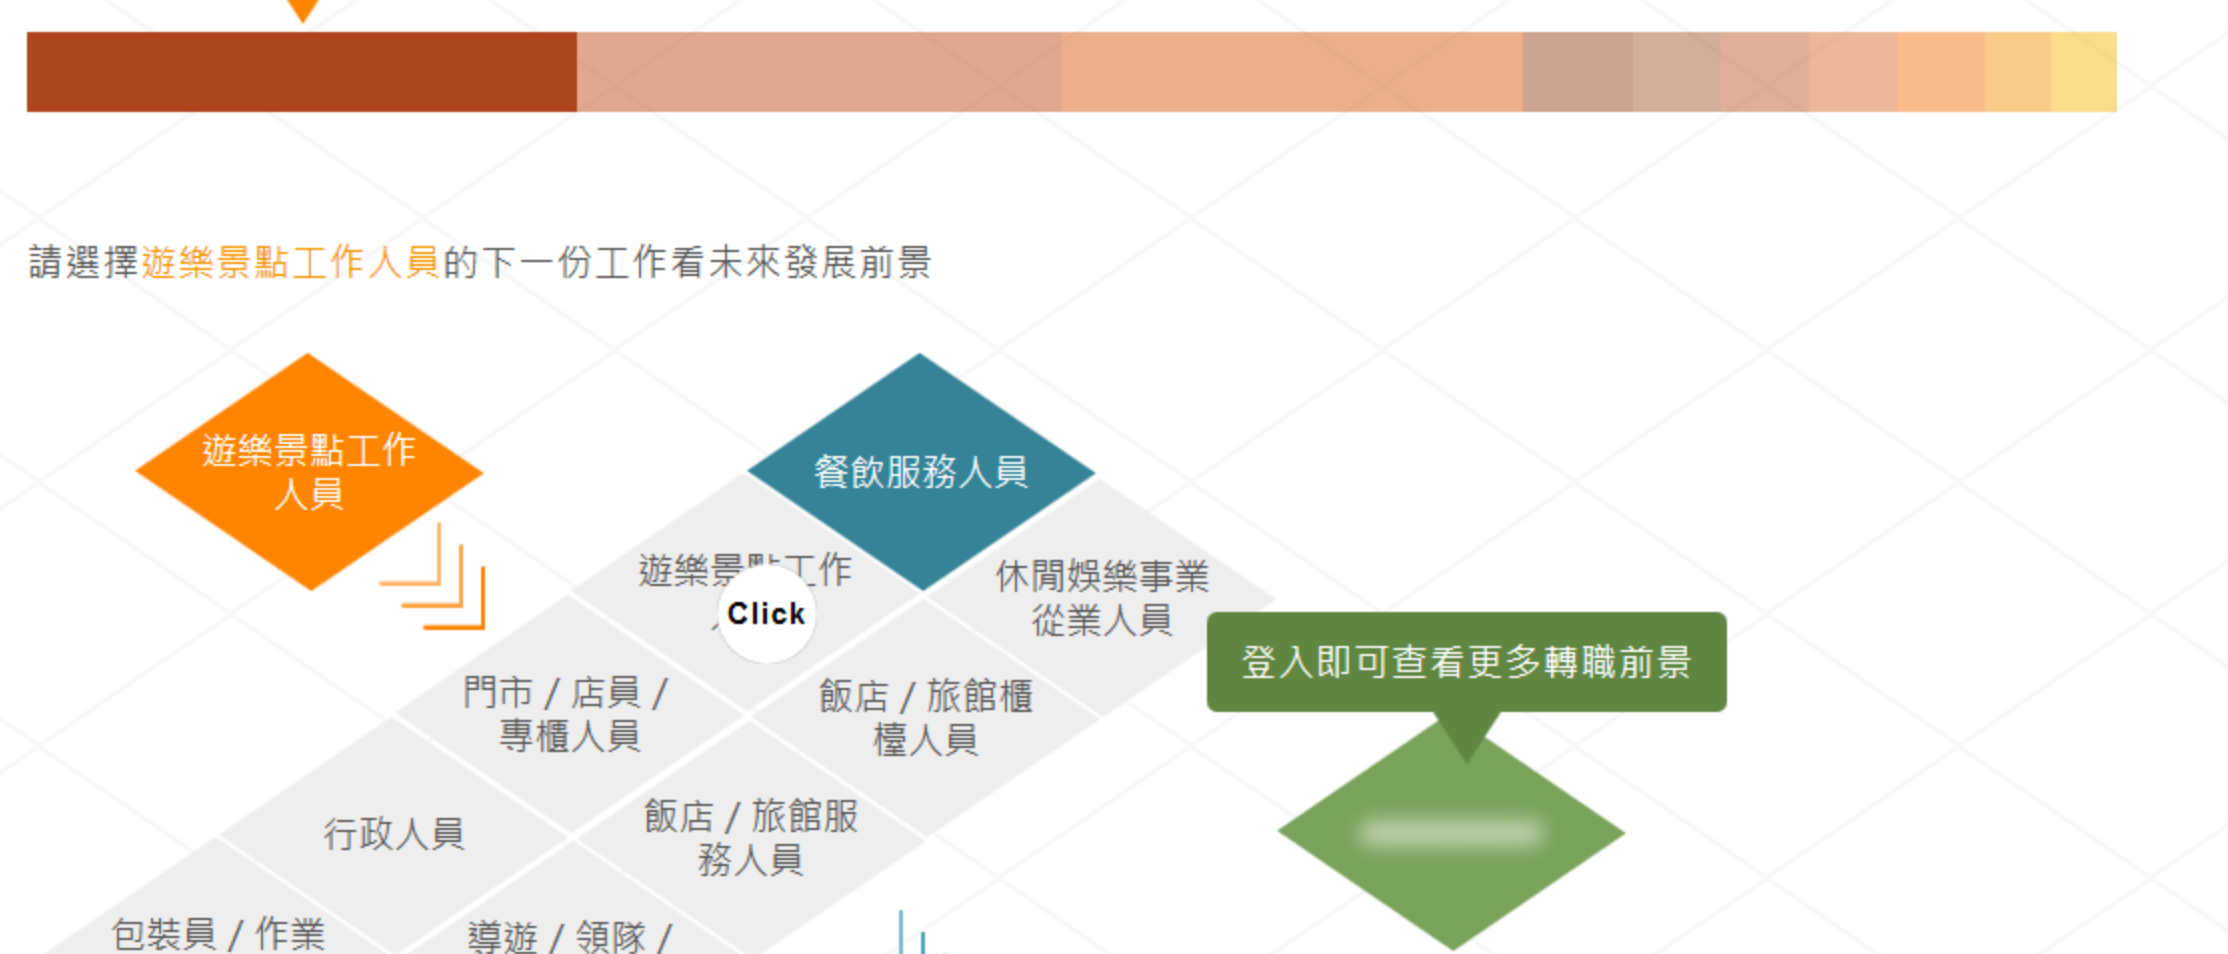 請選擇遊樂景點工作人員的下一份工作看未來發展前景
遊樂景點工作
人員
餐飲服務人員
遊樂景點工作
Click
休閒娛樂事業
從業人員
登入即可查看更多轉職前景
門市 / 店員 /
專櫃人員
飯店 / 旅館櫃
檯人員
行政人員
飯店 / 旅館服
務人員
包裝員 / 作業
導遊 / 領隊 /